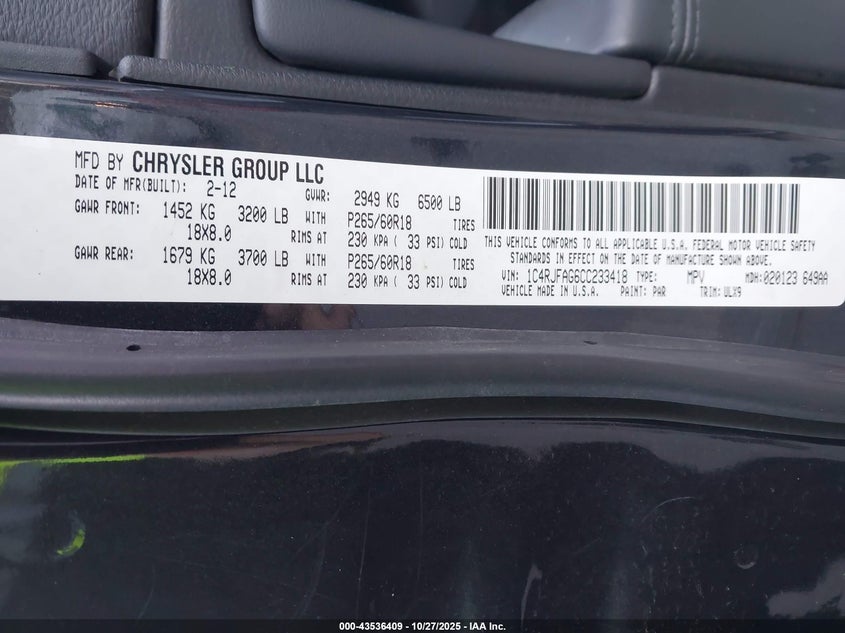 MFD BY CHRYSLER GROUP LLC
DATE OF MFR(BUILT): 2-12 GVWR: 2949 KG 6500 LB
GAWR FRONT: 1452 KG 3200 LB WITH P265/60R18 TIRES
18X8.0 RIMS AT 230 KPA ( 33 PSI) COLD
GAWR REAR: 1679 KG 3700 LB WITH P265/60R18 TIRES
18X8.0 RIMS AT 230 KPA ( 33 PSI) COLD
THIS VEHICLE CONFORMS TO ALL APPLICABLE U.S.A. FEDERAL MOTOR VEHICLE SAFETY
STANDARDS IN EFFECT ON THE DATE OF MANUFACTURE SHOWN ABOVE.
VIN: 1C4RJFAG6CC233418 TYPE: MPV MDH:020123 649AA
VEHICLE MADE IN U.S.A. PAINT: PAR TRIM: ULX9
000-43536409 - 10/27/2025 - IAA Inc.